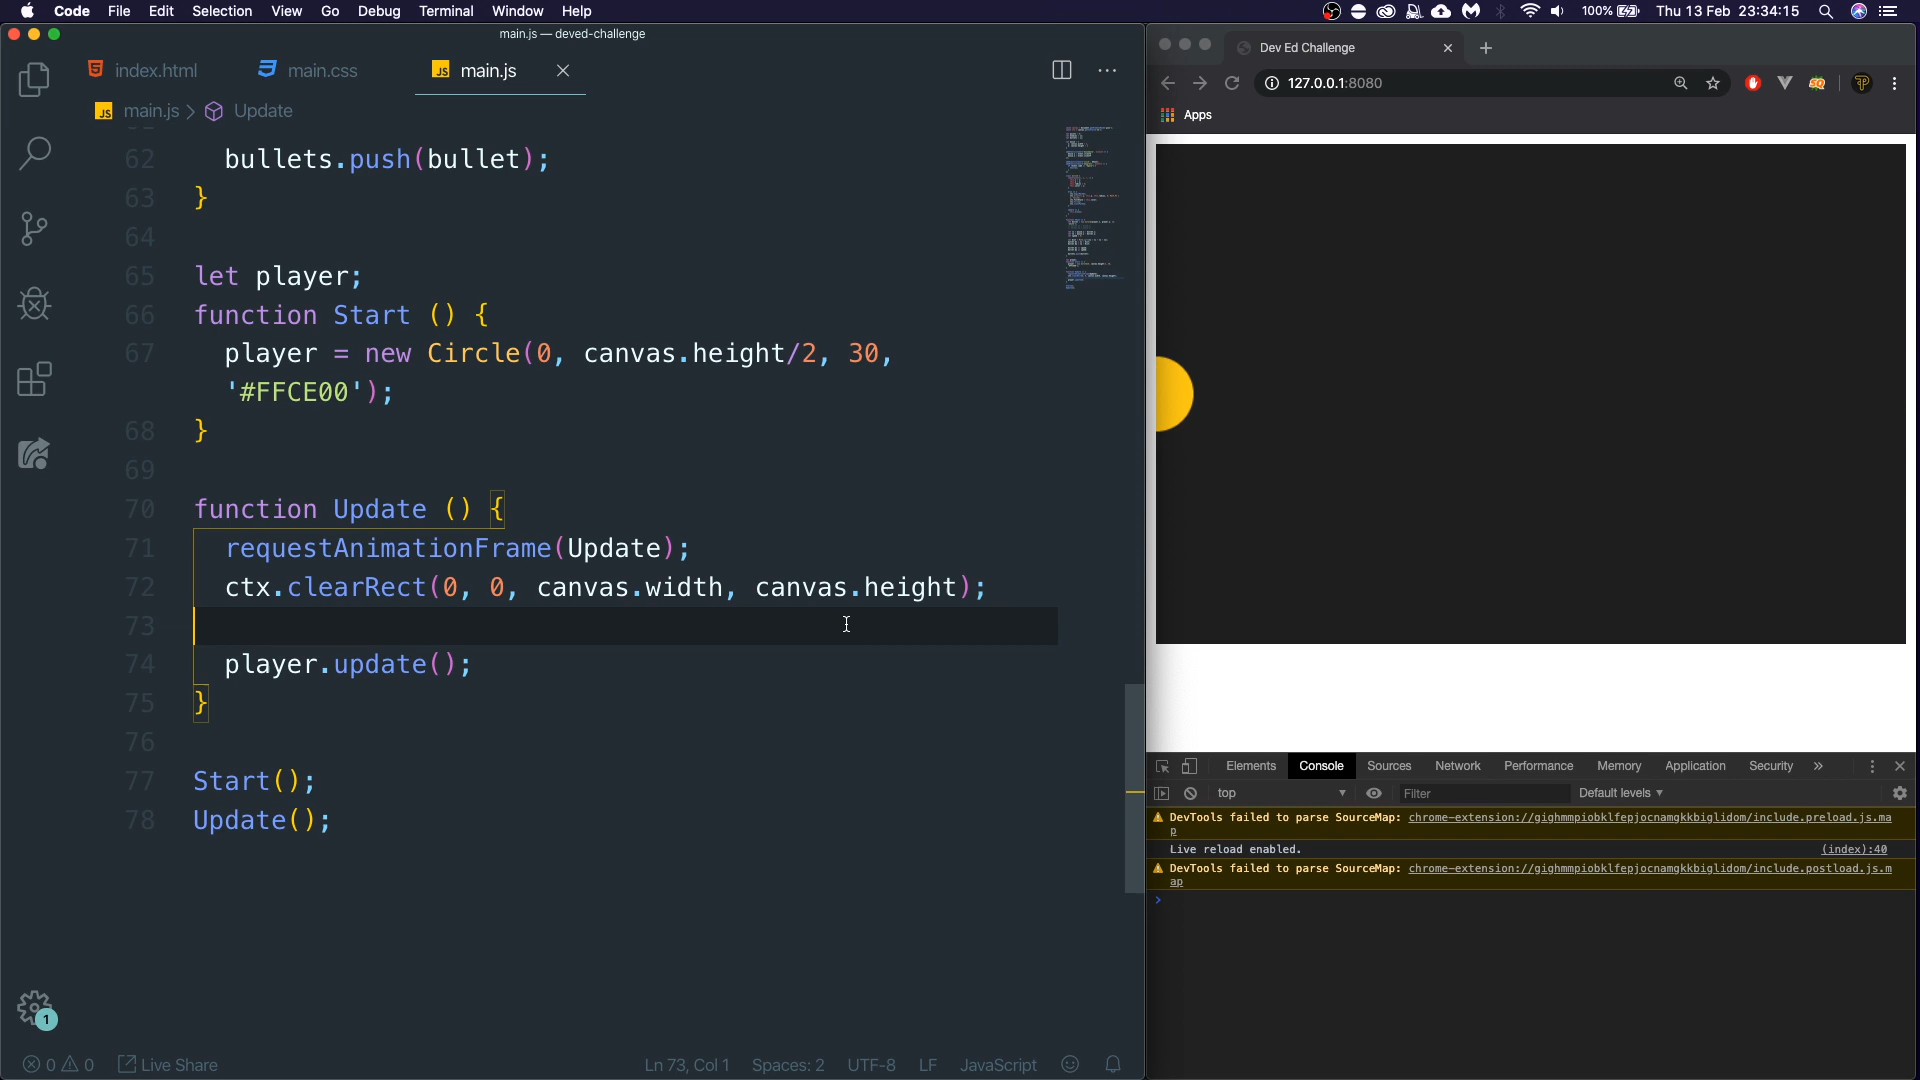 Code File Edit Selection View Go Debug Terminal Window Help
100% Thu 13 Feb 23:34:15
main.js — deved-challenge
index.html main.css JS main.js
JS main.js > Update
62 bullets.push(bullet);
63 }
64
65 let player;
66 function Start () {
67 player = new Circle(0, canvas.height/2, 30,
'#FFCE00');
68 }
69
70 function Update () {
71 requestAnimationFrame(Update);
72 ctx.clearRect(0, 0, canvas.width, canvas.height);
73
74 player.update();
75 }
76
77 Start();
78 Update();
1
0 0 Live Share Ln 73, Col 1 Spaces: 2 UTF-8 LF JavaScript
Dev Ed Challenge
127.0.0.1:8080
Apps
Elements Console Sources Network Performance Memory Application Security »
top Filter Default levels
DevTools failed to parse SourceMap: chrome-extension://gighmmpiobklfepjocnamgkkbiglidom/include.preload.js.ma
p
Live reload enabled. (index):40
DevTools failed to parse SourceMap: chrome-extension://gighmmpiobklfepjocnamgkkbiglidom/include.postload.js.m
ap
>